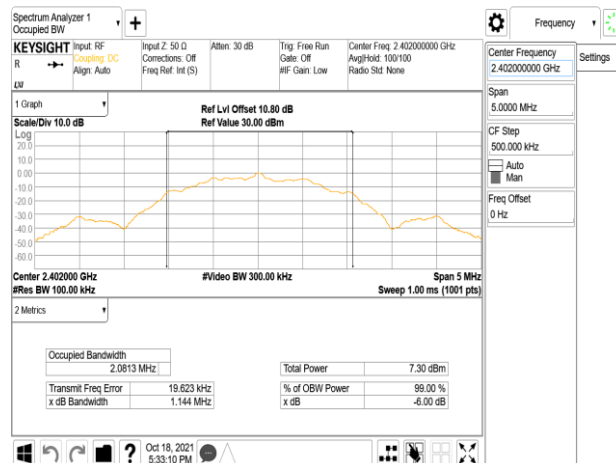 Spectrum Analyzer 1
Occupied BW
Frequency
KEYSIGHT
R
Input: RF
Coupling: DC
Align: Auto
Input Z: 50 Ω
Corrections: Off
Freq Ref: Int (S)
Atten: 30 dB
Trig: Free Run
Gate: Off
#IF Gain: Low
Center Freq: 2.402000000 GHz
Avg|Hold: 100/100
Radio Std: None
Center Frequency
2.402000000 GHz
Settings
Span
5.0000 MHz
CF Step
500.000 kHz
Auto
Man
Freq Offset
0 Hz
1 Graph
Scale/Div 10.0 dB
Ref Lvl Offset 10.80 dB
Ref Value 30.00 dBm
Log
20.0
10.0
0.00
-10.0
-20.0
-30.0
-40.0
-50.0
-60.0
Center 2.402000 GHz
#Video BW 300.00 kHz
Span 5 MHz
#Res BW 100.00 kHz
Sweep 1.00 ms (1001 pts)
2 Metrics
Occupied Bandwidth
2.0813 MHz
Total Power 7.30 dBm
Transmit Freq Error 19.623 kHz
% of OBW Power 99.00 %
x dB Bandwidth 1.144 MHz
x dB -6.00 dB
?
Oct 18, 2021
5:33:10 PM